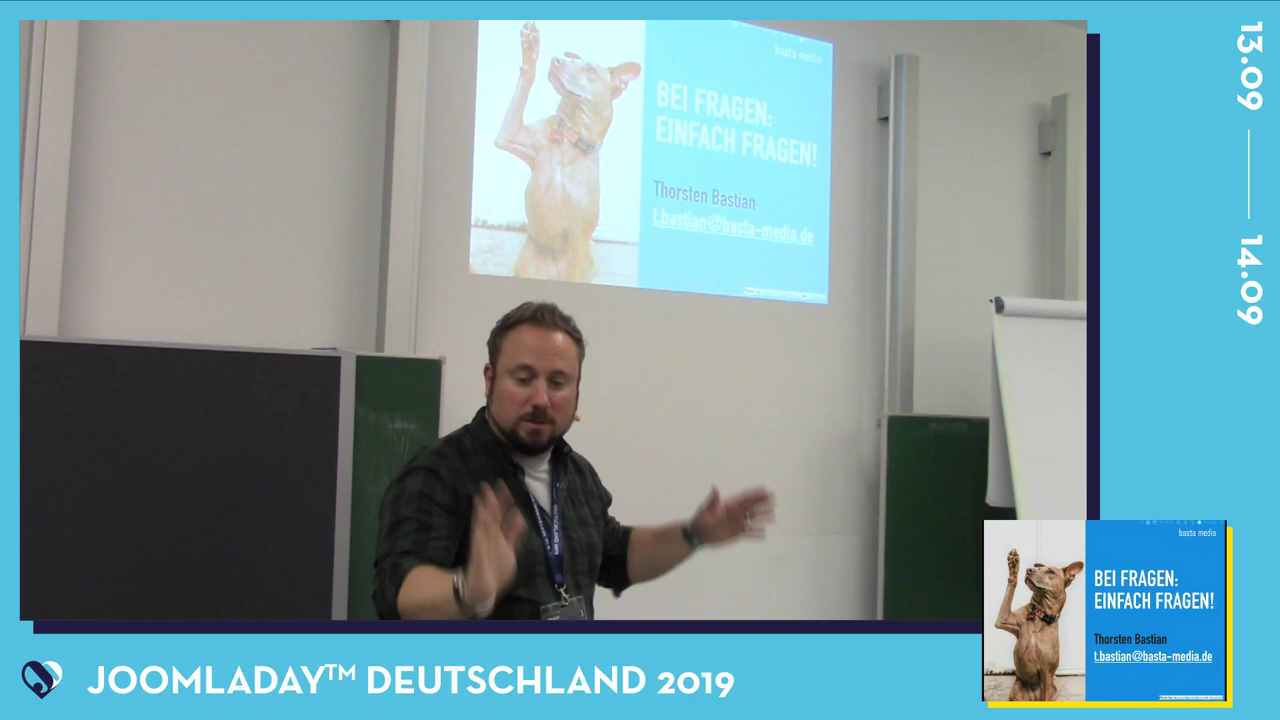 basta media
BEI FRAGEN:
EINFACH FRAGEN!
Thorsten Bastian
t.bastian@basta-media.de
13.09
14.09
basta media
BEI FRAGEN:
EINFACH FRAGEN!
Thorsten Bastian
t.bastian@basta-media.de
JOOMLADAY™ DEUTSCHLAND 2019